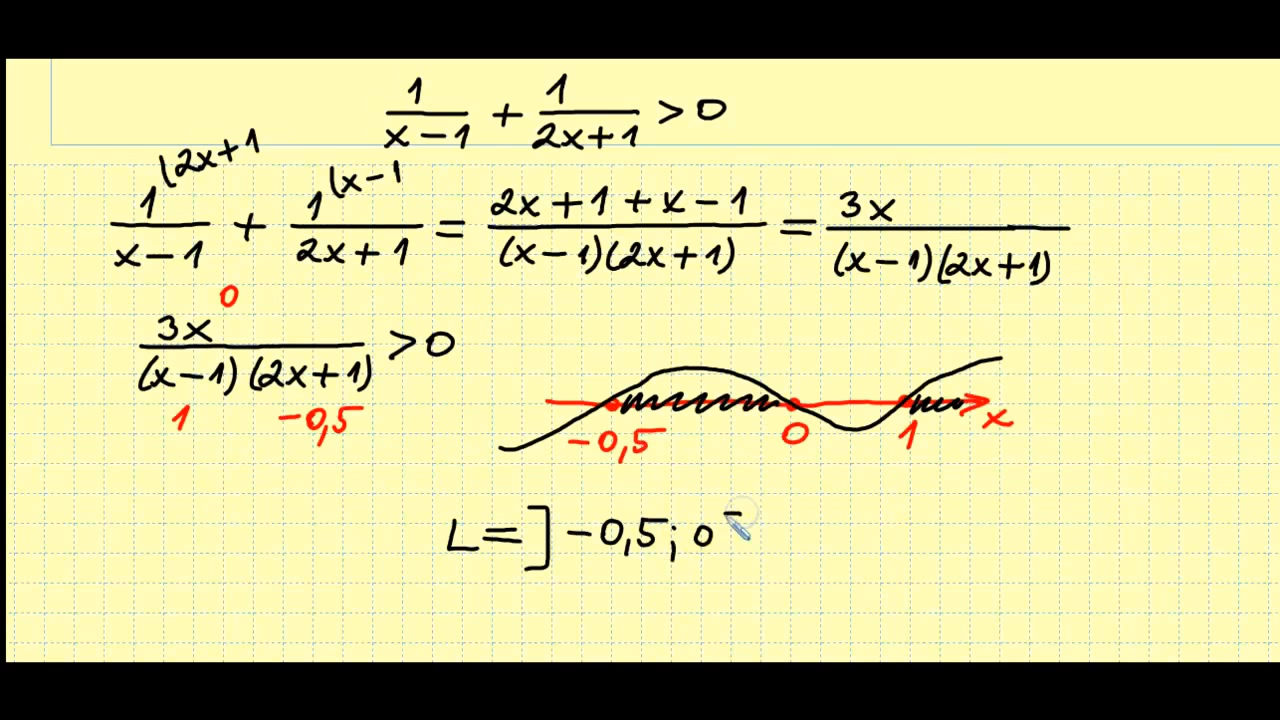 1/(x−1) + 1/(2x+1) > 0
1^(2x+1/(x−1) + 1^(x−1/(2x+1) = (2x+1+x−1)/((x−1)(2x+1)) = 3x/((x−1)(2x+1))
0
3x/((x−1)(2x+1)) > 0
1 −0,5
−0,5 0 1 x
L = ]−0,5; 0